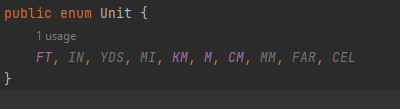 public enum Unit {
1 usage
FT, IN, YDS, MI, KM, M, CM, MM, FAR, CEL
}